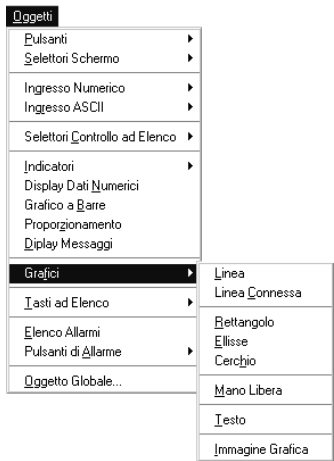 Oggetti
Pulsanti
Selettori Schermo
Ingresso Numerico
Ingresso ASCII
Selettori Controllo ad Elenco
Indicatori
Display Dati Numerici
Grafico a Barre
Proporzionamento
Diplay Messaggi
Grafici
Linea
Linea Connessa
Rettangolo
Ellisse
Cerchio
Mano Libera
Testo
Immagine Grafica
Tasti ad Elenco
Elenco Allarmi
Pulsanti di Allarme
Oggetto Globale...